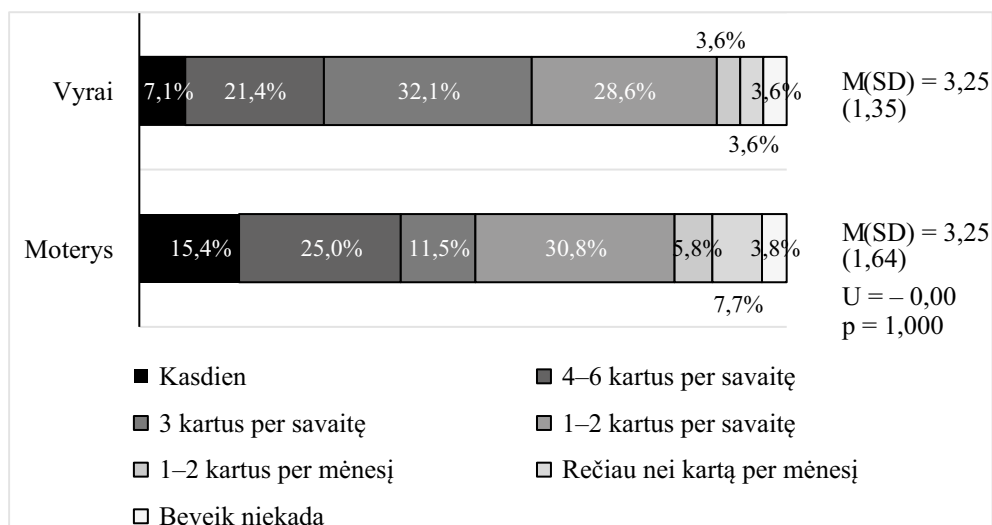 3,6%
Vyrai 7,1% 21,4% 32,1% 28,6% 3,6% M(SD) = 3,25
(1,35)
3,6%
Moterys 15,4% 25,0% 11,5% 30,8% 5,8% 3,8% M(SD) = 3,25
(1,64)
7,7% U = – 0,00
p = 1,000
Kasdien 4–6 kartus per savaitę
3 kartus per savaitę 1–2 kartus per savaitę
1–2 kartus per mėnesį Rečiau nei kartą per mėnesį
Beveik niekada